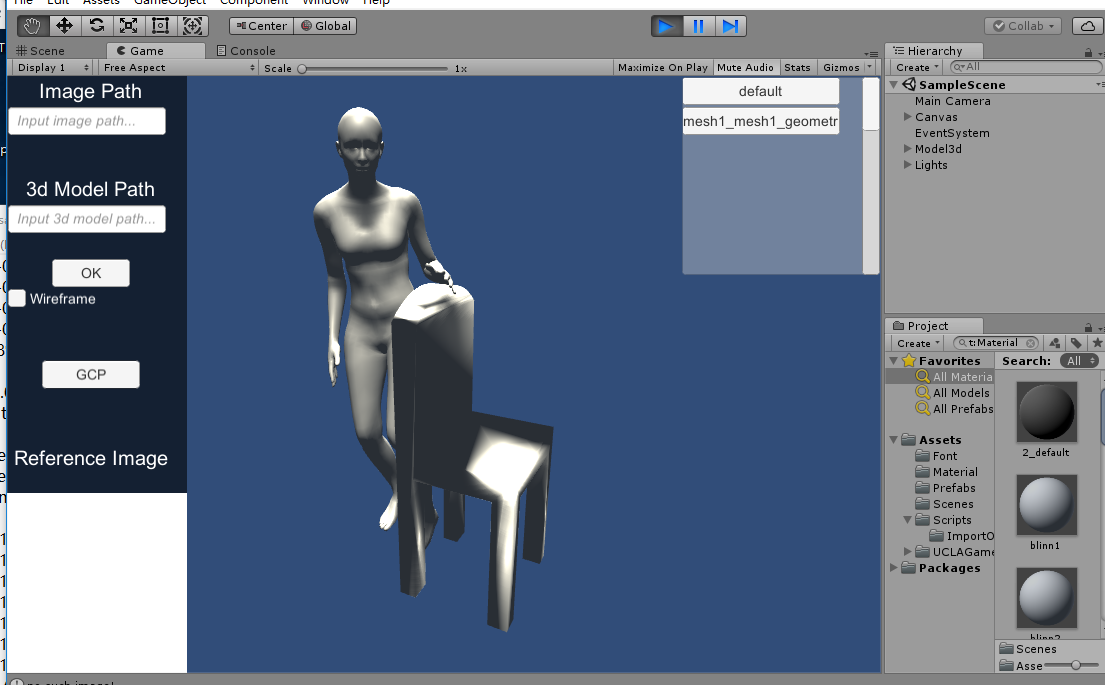 File Edit Assets GameObject Component Window Help
Center Global
Collab
Scene Game Console
Display 1 Free Aspect Scale 1x Maximize On Play Mute Audio Stats Gizmos
Image Path
Input image path...
3d Model Path
Input 3d model path...
OK
Wireframe
GCP
Reference Image
default
mesh1_mesh1_geometr
Hierarchy
Create All
SampleScene
Main Camera
Canvas
EventSystem
Model3d
Lights
Project
Create t:Material
Favorites
All Materia
All Models
All Prefabs
Assets
Font
Material
Prefabs
Scenes
Scripts
ImportO
UCLAGame
Packages
Search: All
2_default
blinn1
blinn2
Scenes
Asse
no such image!